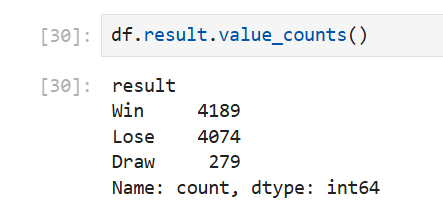 [30]: df.result.value_counts()
[30]: result
Win 4189
Lose 4074
Draw 279
Name: count, dtype: int64